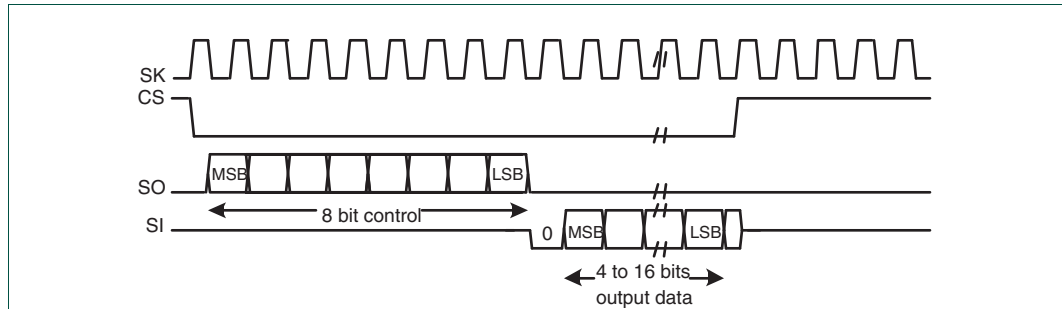 SK
CS
SO
MSB
LSB
8 bit control
SI
0
MSB
LSB
4 to 16 bits
output data